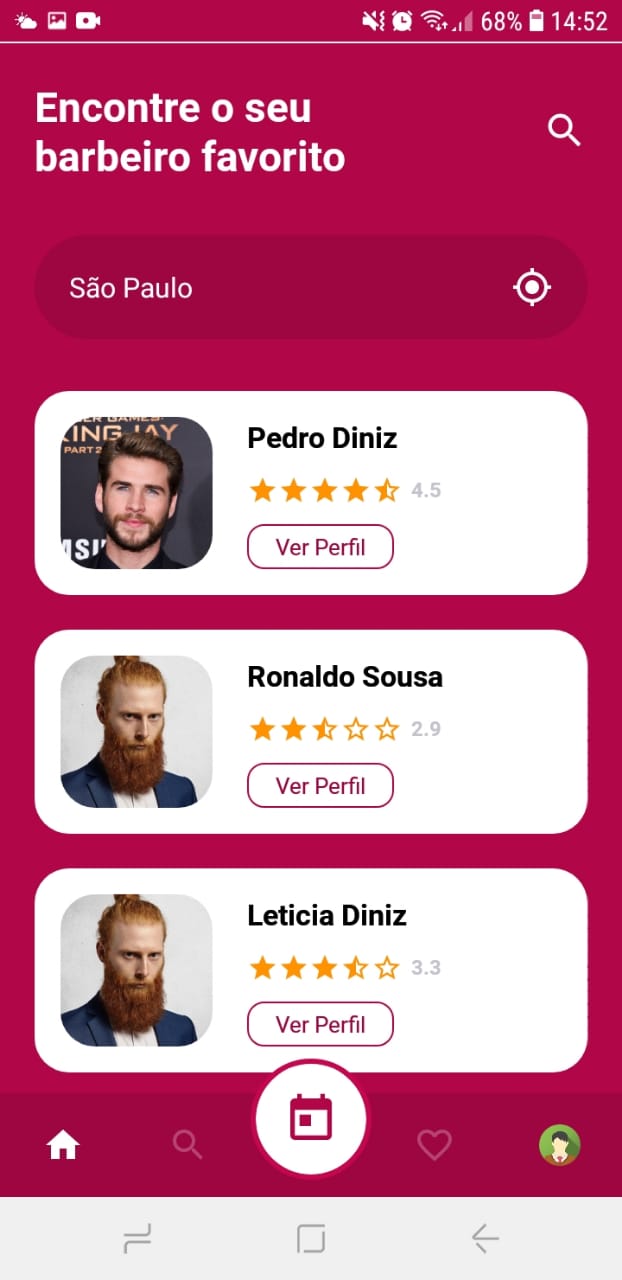 68% 14:52
Encontre o seu
barbeiro favorito
São Paulo
KING JAY
PART 2
Pedro Diniz
4.5
Ver Perfil
Ronaldo Sousa
2.9
Ver Perfil
Leticia Diniz
3.3
Ver Perfil